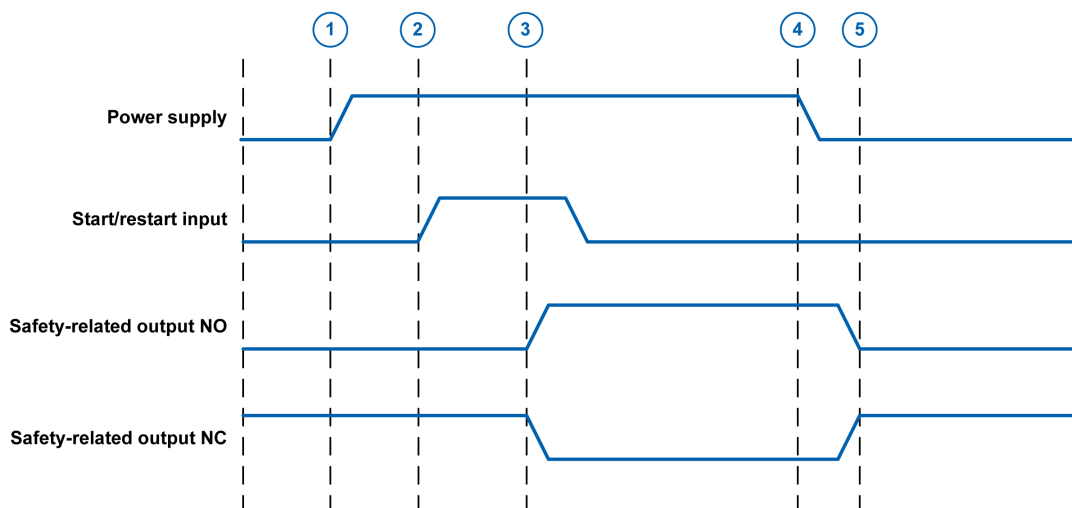 1 2 3 4 5
Power supply
Start/restart input
Safety-related output NO
Safety-related output NC